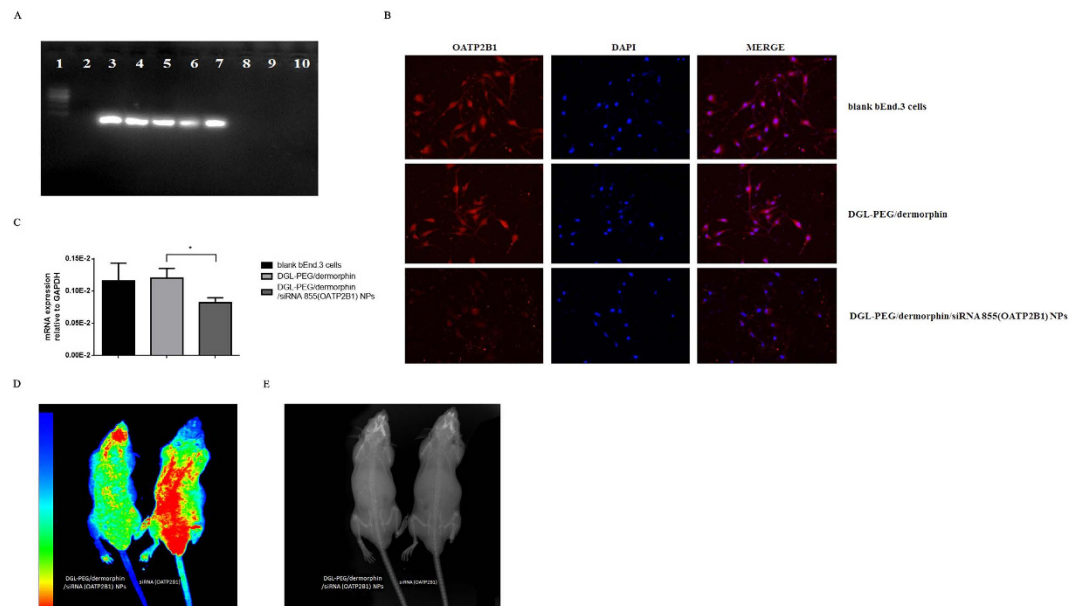 A
1 2 3 4 5 6 7 8 9 10
B
OATP2B1 DAPI MERGE
blank bEnd.3 cells
DGL-PEG/dermorphin
DGL-PEG/dermorphin/siRNA 855(OATP2B1) NPs
C
mRNA expression
relative to GAPDH
0.15E-2
0.10E-2
0.05E-2
0.00E-2
*
blank bEnd.3 cells
DGL-PEG/dermorphin
DGL-PEG/dermorphin
/siRNA 855(OATP2B1) NPs
D
DGL-PEG/dermorphin
/siRNA (OATP2B1) NPs
siRNA (OATP2B1)
E
DGL-PEG/dermorphin
/siRNA (OATP2B1) NPs
siRNA (OATP2B1)